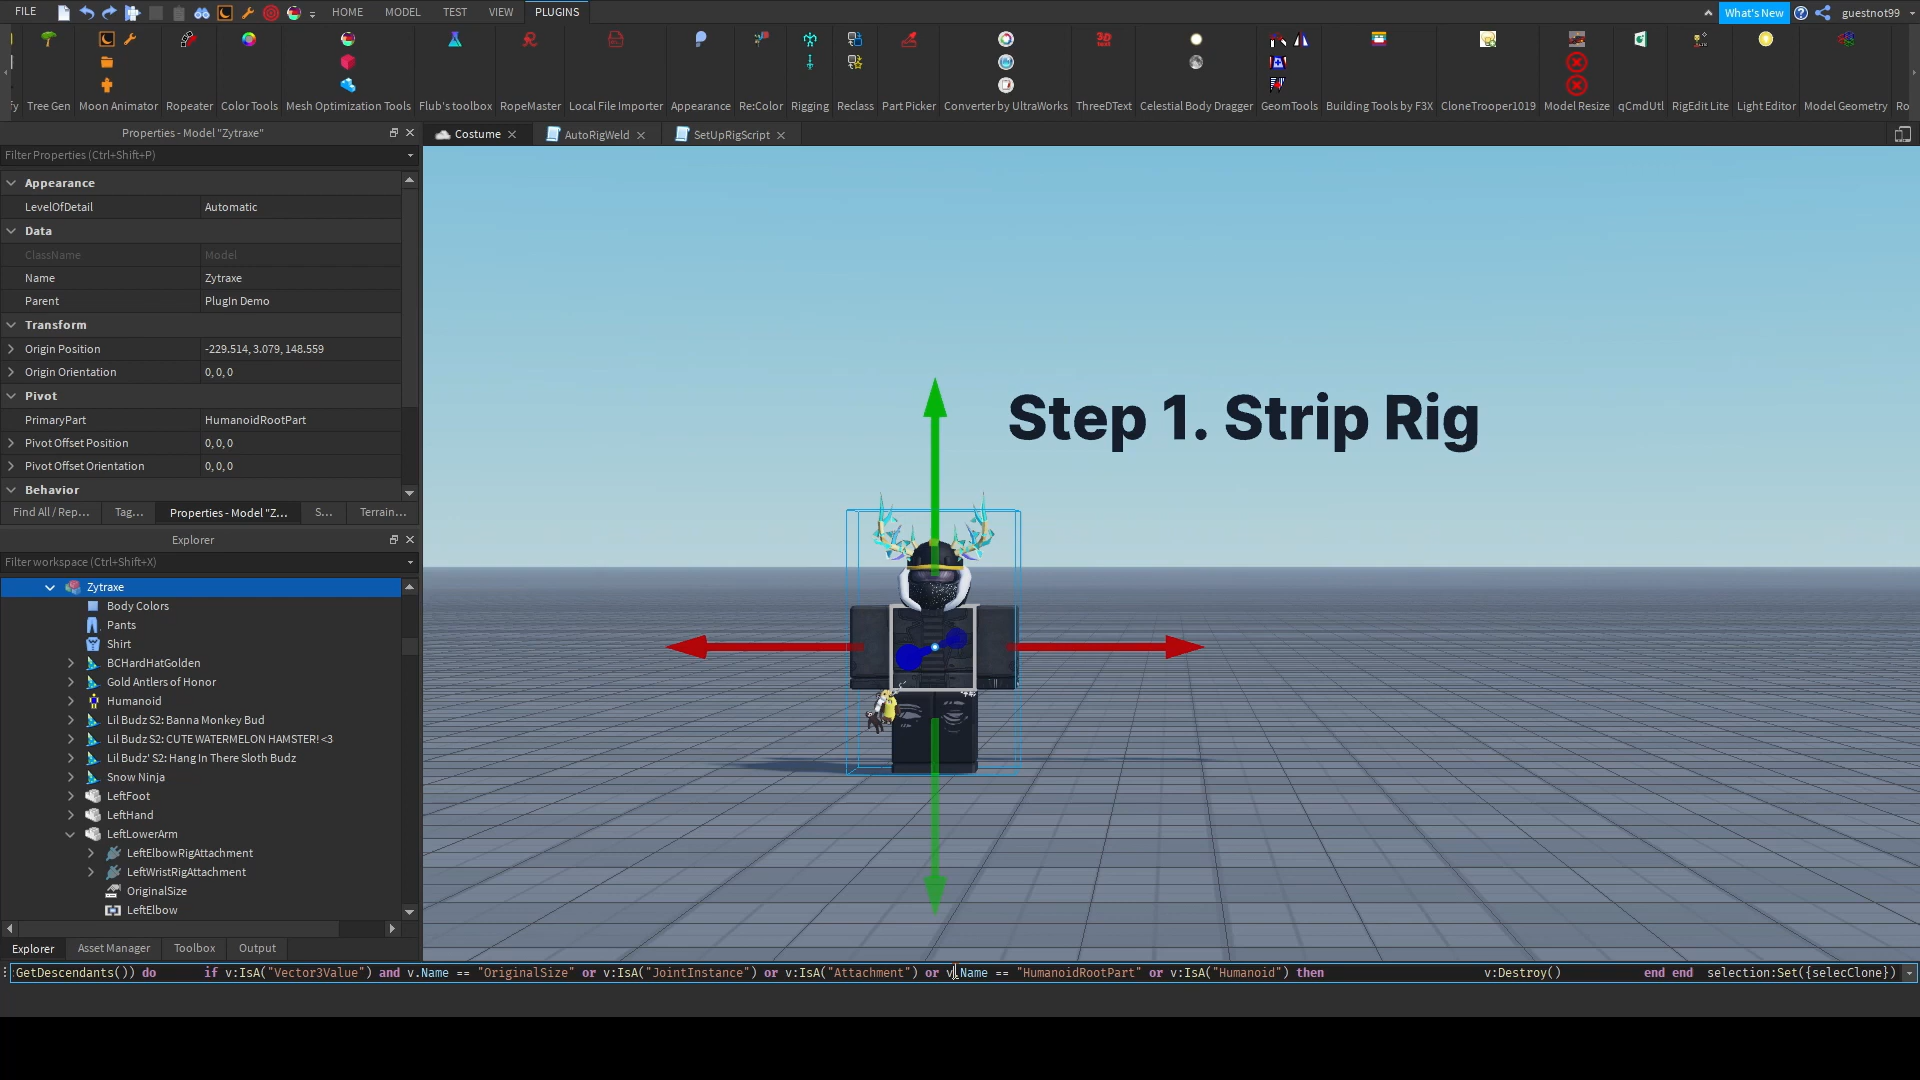 FILE
HOME
MODEL
TEST
VIEW
PLUGINS
What's New
guestnot99
Tree Gen
Moon Animator
Repeater
Color Tools
Mesh Optimization Tools
Flub's toolbox
RopeMaster
Local File Importer
Appearance
Re:Color
Rigging
Reclass
Part Picker
Converter by UltraWorks
ThreeDText
Celestial Body Dragger
GeomTools
Building Tools by F3X
CloneTrooper1019
Model Resize
qCmdUtl
RigEdit Lite
Light Editor
Model Geometry
Properties - Model "Zytraxe"
Costume
AutoRigWeld
SetUpRigScript
Filter Properties (Ctrl+Shift+P)
Appearance
LevelOfDetail Automatic
Data
ClassName Model
Name Zytraxe
Parent PlugIn Demo
Transform
Origin Position -229.514, 3.079, 148.559
Origin Orientation 0, 0, 0
Pivot
PrimaryPart HumanoidRootPart
Pivot Offset Position 0, 0, 0
Pivot Offset Orientation 0, 0, 0
Behavior
Find All / Rep...
Tag...
Properties - Model "Z...
S...
Terrain...
Step 1. Strip Rig
Explorer
Filter workspace (Ctrl+Shift+X)
Zytraxe
Body Colors
Pants
Shirt
BCHardHatGolden
Gold Antlers of Honor
Humanoid
Lil Budz S2: Banna Monkey Bud
Lil Budz S2: CUTE WATERMELON HAMSTER! <3
Lil Budz' S2: Hang In There Sloth Budz
Snow Ninja
LeftFoot
LeftHand
LeftLowerArm
LeftElbowRigAttachment
LeftWristRigAttachment
OriginalSize
LeftElbow
Explorer
Asset Manager
Toolbox
Output
GetDescendants()) do if v:IsA("Vector3Value") and v.Name == "OriginalSize" or v:IsA("JointInstance") or v:IsA("Attachment") or v.Name == "HumanoidRootPart" or v:IsA("Humanoid") then v:Destroy() end end selection:Set({selecClone})